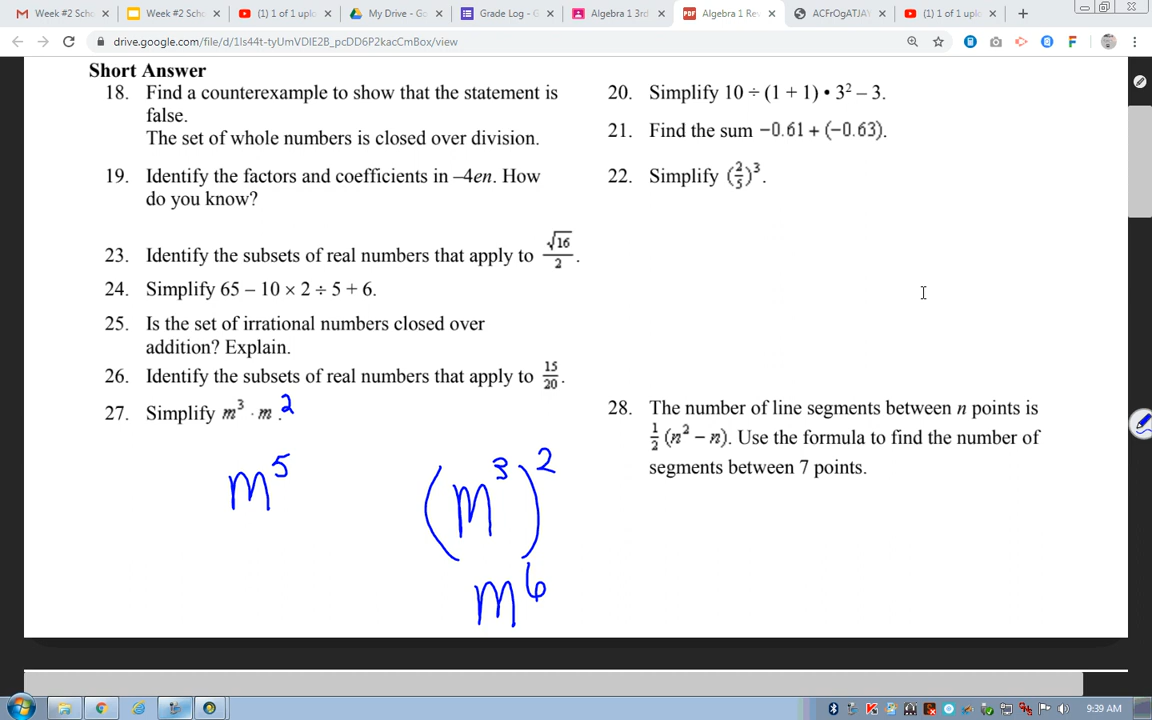 Week #2 Scho
Week #2 Scho
(1) 1 of 1 uplo
My Drive - Go
Grade Log - G
Algebra 1 3rd
Algebra 1 Rev
ACFrOgATJAY
(1) 1 of 1 uplo
drive.google.com/file/d/1ls44t-tyUmVDIE2B_pcDD6P2kacCmBox/view
Short Answer
18. Find a counterexample to show that the statement is
false.
The set of whole numbers is closed over division.
19. Identify the factors and coefficients in –4en. How
do you know?
20. Simplify 10 ÷ (1 + 1) • 3² – 3.
21. Find the sum −0.61 + (−0.63).
22. Simplify (2/5)³.
23. Identify the subsets of real numbers that apply to √16/2.
24. Simplify 65 – 10 × 2 ÷ 5 + 6.
25. Is the set of irrational numbers closed over
addition? Explain.
26. Identify the subsets of real numbers that apply to 15/20.
27. Simplify m³ · m.²
m⁵
(m³)²
m⁶
28. The number of line segments between n points is
1/2 (n² − n). Use the formula to find the number of
segments between 7 points.
9:39 AM